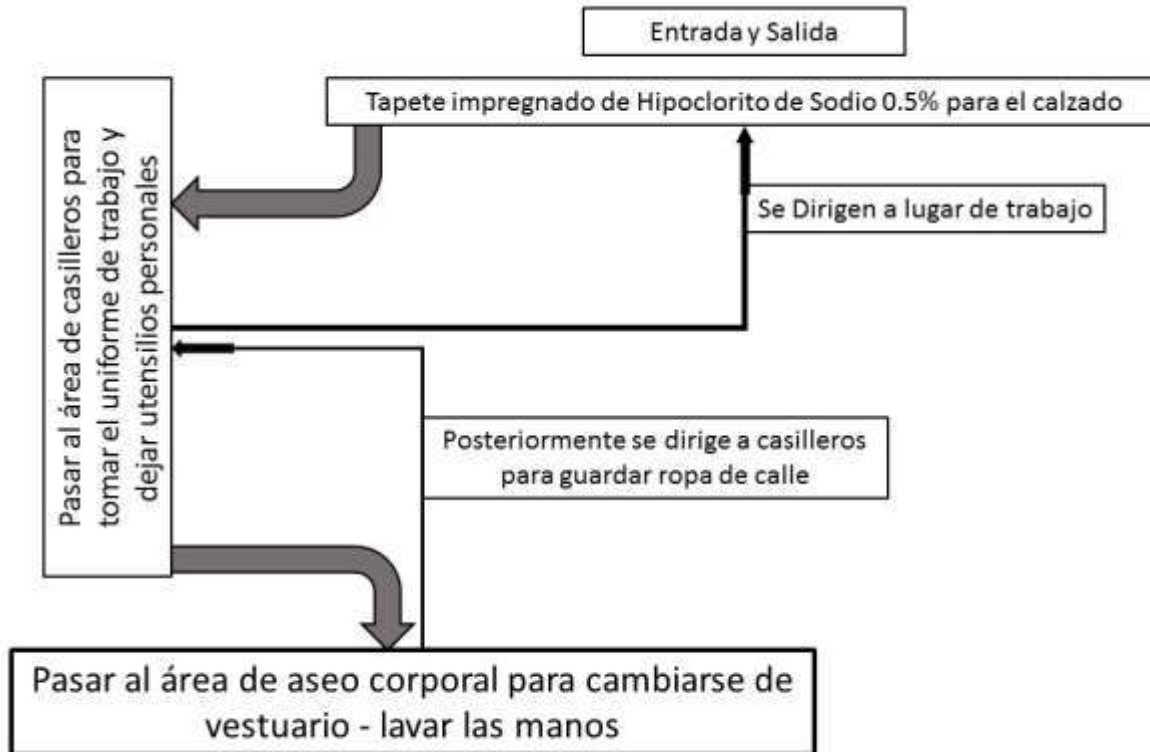 Entrada y Salida
Tapete impregnado de Hipoclorito de Sodio 0.5% para el calzado
Pasar al área de casilleros para
tomar el uniforme de trabajo y
dejar utensilios personales
Se Dirigen a lugar de trabajo
Posteriormente se dirige a casilleros
para guardar ropa de calle
Pasar al área de aseo corporal para cambiarse de
vestuario - lavar las manos